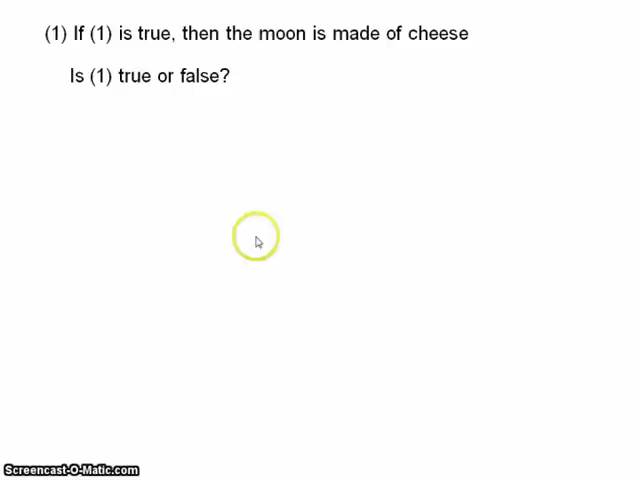 (1) If (1) is true, then the moon is made of cheese
Is (1) true or false?
Screencast-O-Matic.com